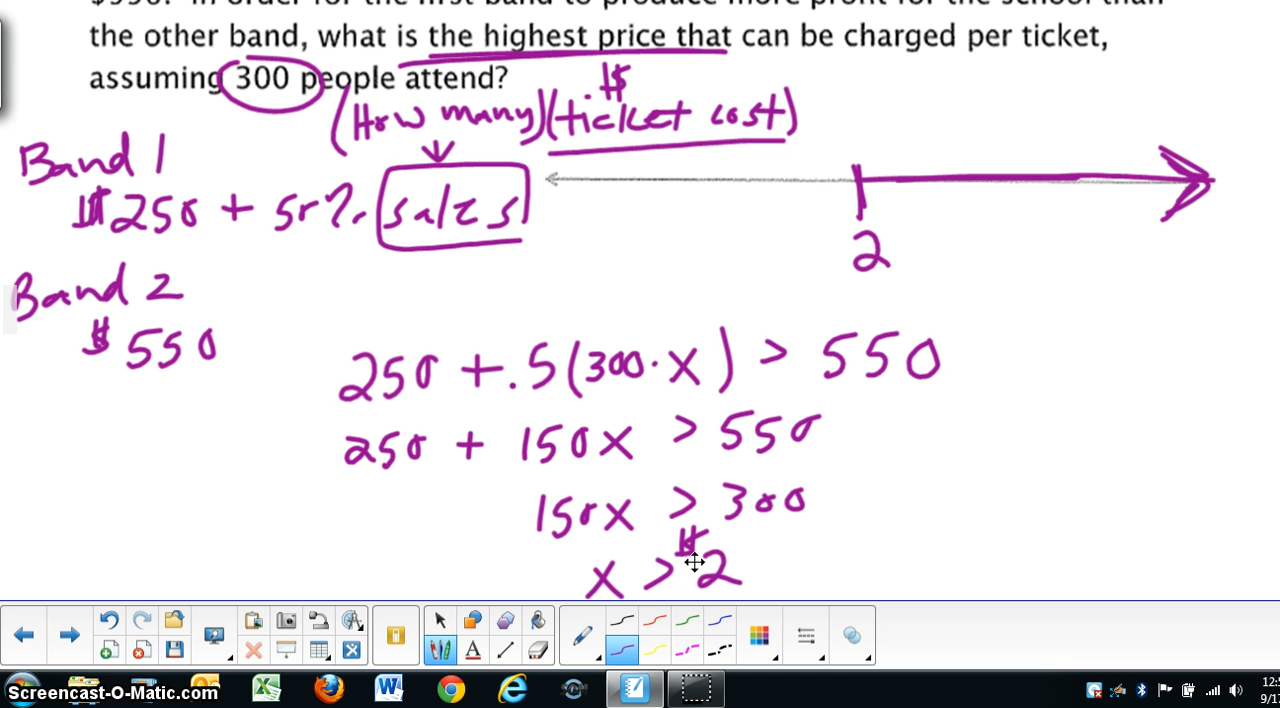 the other band, what is the highest price that can be charged per ticket,
assuming 300 people attend?
$
(How many)(ticket cost)
Band 1
$250 + 50% sales
2
Band 2
$550
250 + .5(300·x) > 550
250 + 150x > 550
150x > 300
x > $2
Screencast-O-Matic.com